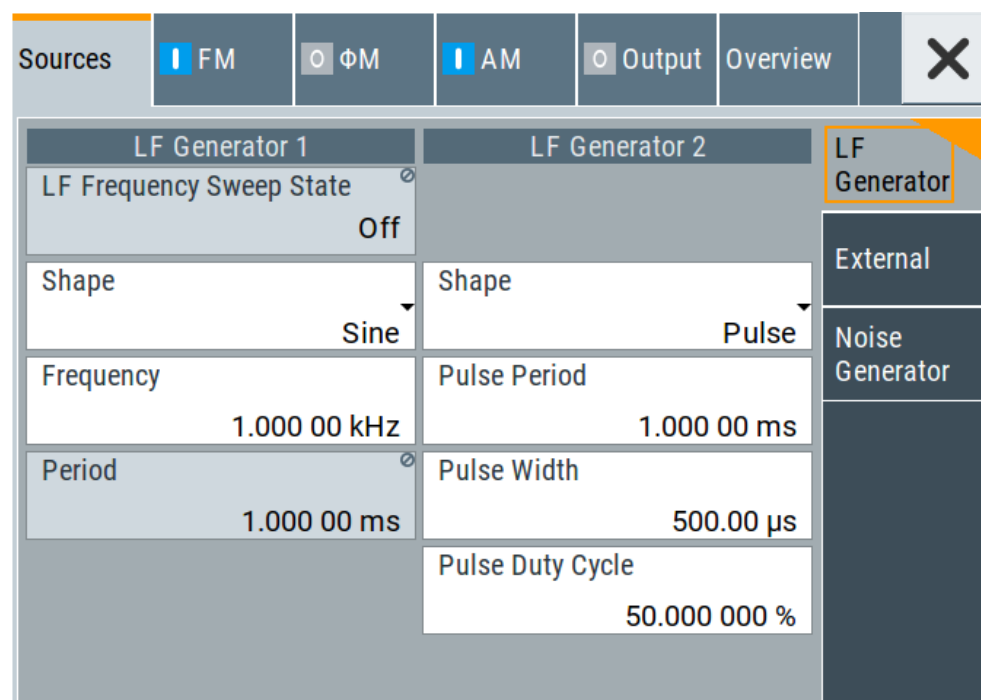 Sources
I FM
O ΦM
I AM
O Output
Overview
LF Generator 1
LF Frequency Sweep State
Off
Shape
Sine
Frequency
1.000 00 kHz
Period
1.000 00 ms
LF Generator 2
Shape
Pulse
Pulse Period
1.000 00 ms
Pulse Width
500.00 µs
Pulse Duty Cycle
50.000 000 %
LF
Generator
External
Noise
Generator